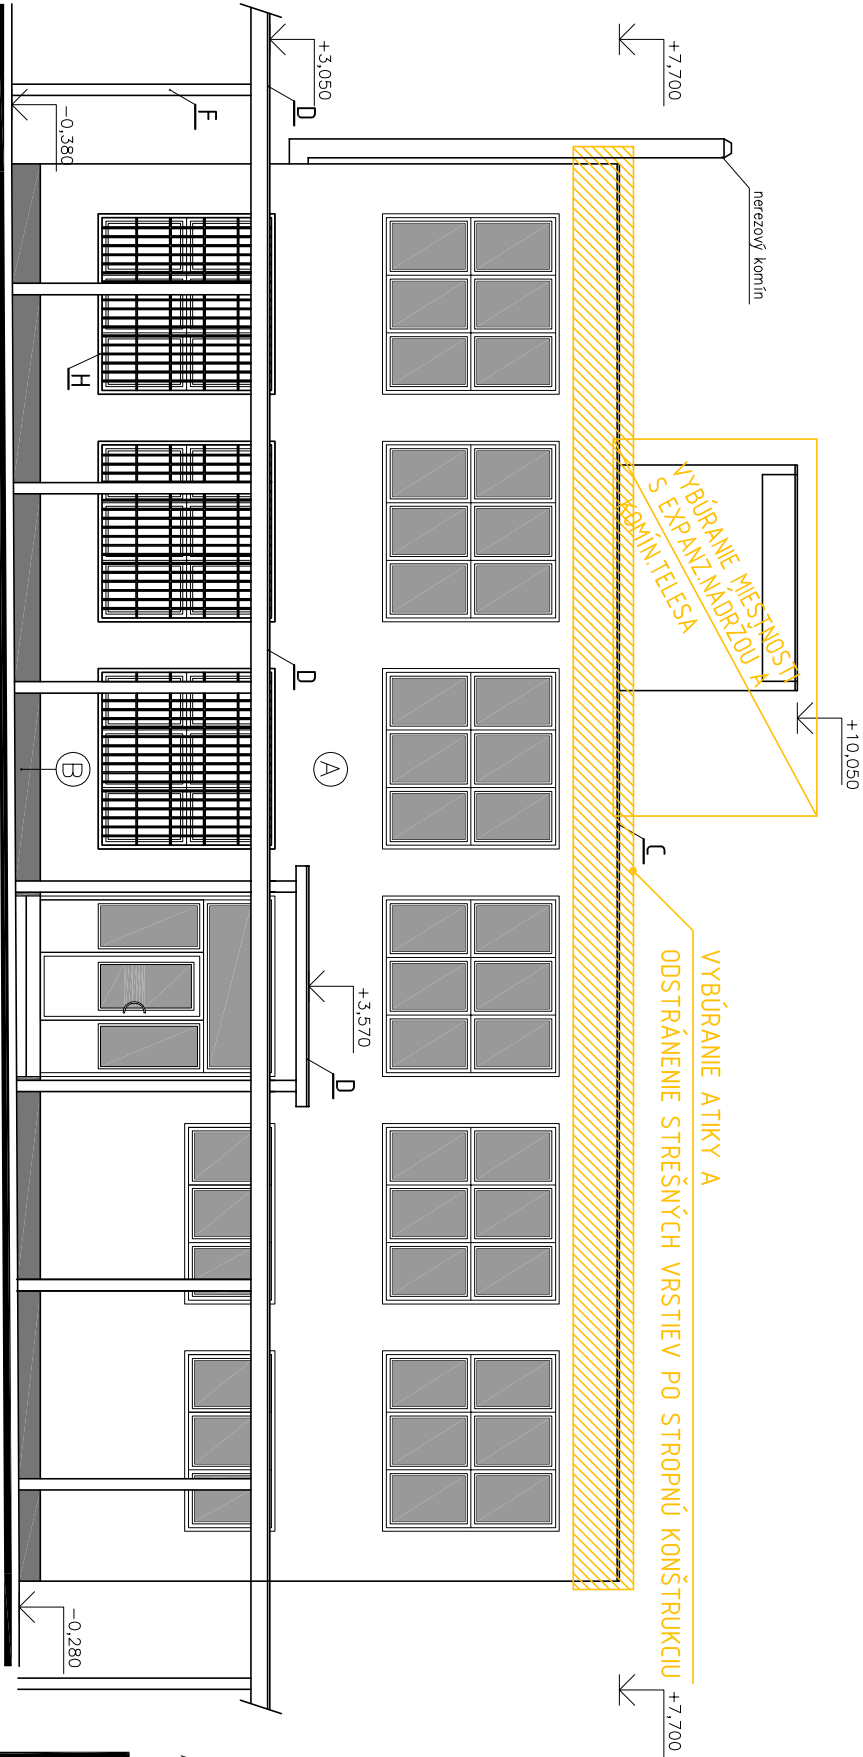 +7,700
+3,050
D
F
-0,380
nerezový komín
H
VYBÚRANIE MIESTNOSTI
S EXPANZ.NÁDRŽOU A
KOMÍN.TELESA
+10,050
D
A
B
C
+3,570
D
VYBÚRANIE ATIKY A
ODSTRÁNENIE STREŠNÝCH VRSTIEV PO STROPNÚ KONŠTRUKCIU
-0,280
+7,700